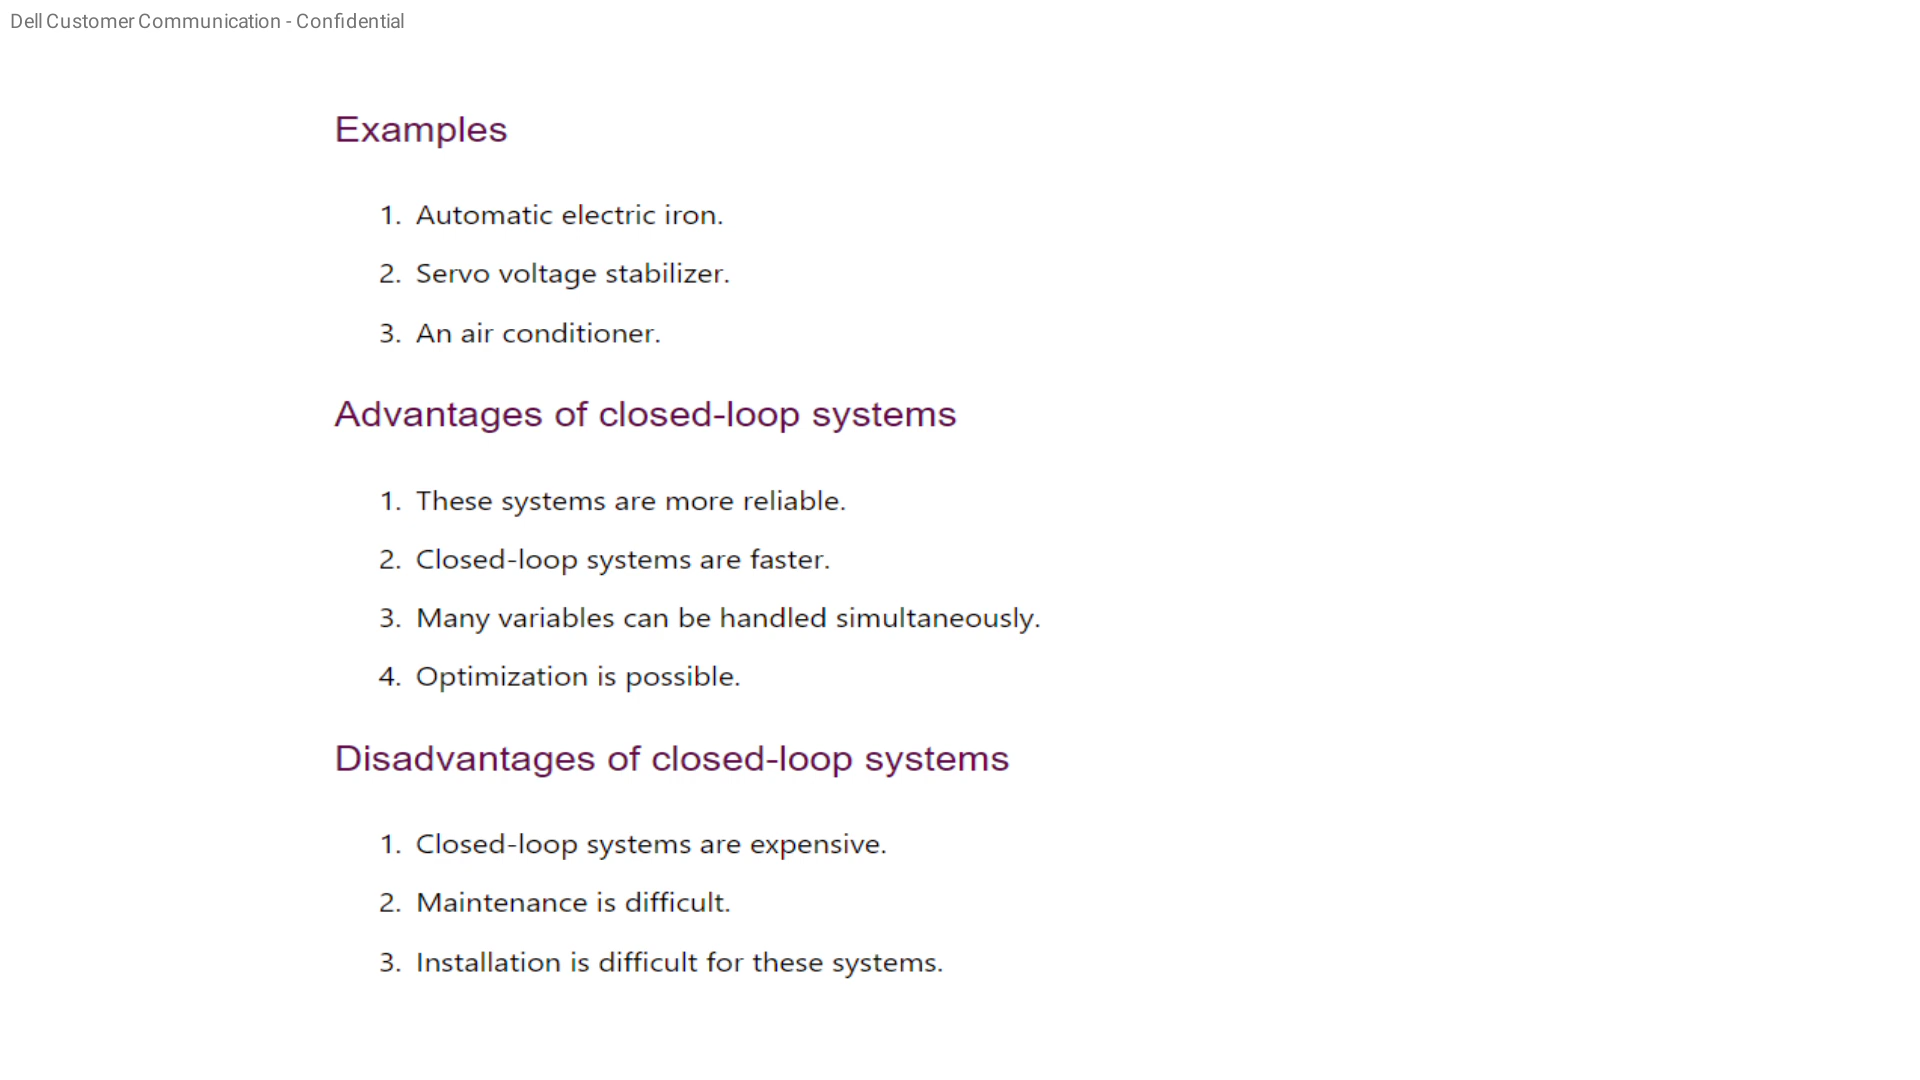 Dell Customer Communication - Confidential
Examples
1. Automatic electric iron.
2. Servo voltage stabilizer.
3. An air conditioner.
Advantages of closed-loop systems
1. These systems are more reliable.
2. Closed-loop systems are faster.
3. Many variables can be handled simultaneously.
4. Optimization is possible.
Disadvantages of closed-loop systems
1. Closed-loop systems are expensive.
2. Maintenance is difficult.
3. Installation is difficult for these systems.